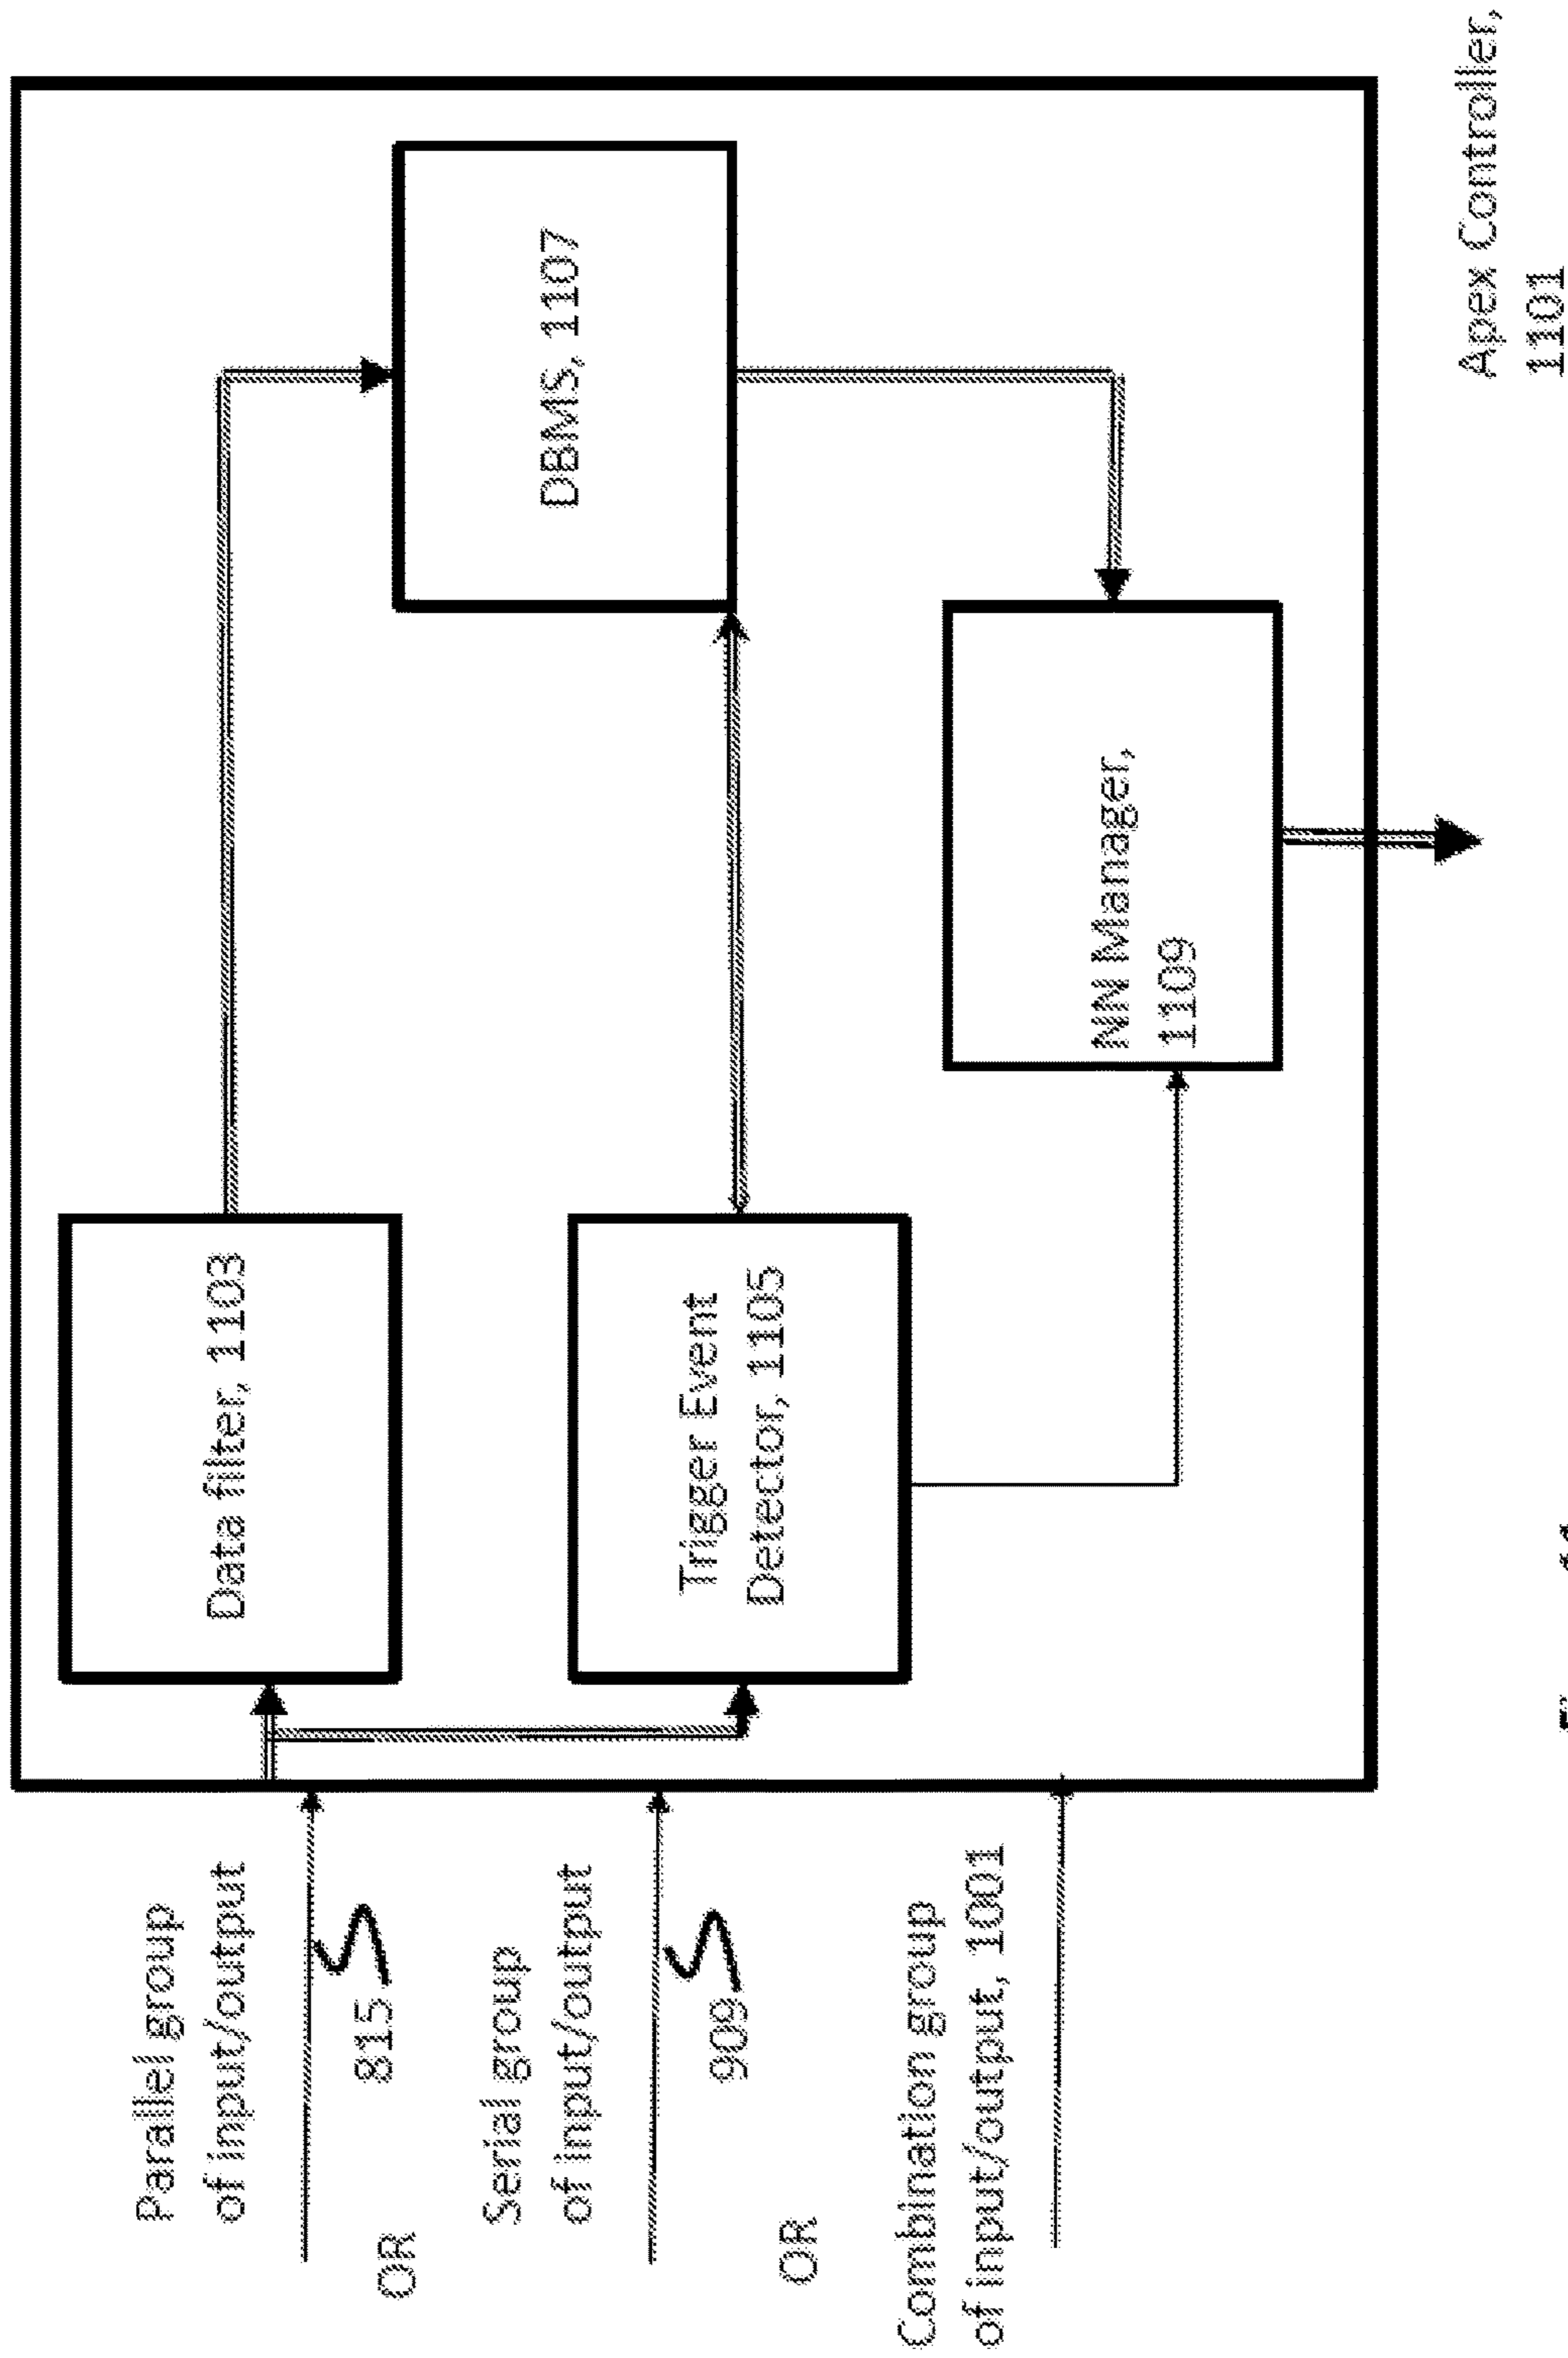 Parallel group
of input/output
815
OR
Serial group
of input/output
909
OR
Combination group
of input/output, 1001
Data filter, 1103
Trigger Event
Detector, 1105
DBMS, 1107
NN Manager,
1109
Apex Controller,
1101